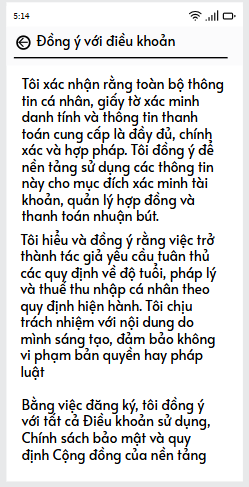 5:14
Đồng ý với điều khoản
Tôi xác nhận rằng toàn bộ thông
tin cá nhân, giấy tờ xác minh
danh tính và thông tin thanh
toán cung cấp là đầy đủ, chính
xác và hợp pháp. Tôi đồng ý để
nền tảng sử dụng các thông tin
này cho mục đích xác minh tài
khoản, quản lý hợp đồng và
thanh toán nhuận bút.
Tôi hiểu và đồng ý rằng việc trở
thành tác giả yêu cầu tuân thủ
các quy định về độ tuổi, pháp lý
và thuế thu nhập cá nhân theo
quy định hiện hành. Tôi chịu
trách nhiệm với nội dung do
mình sáng tạo, đảm bảo không
vi phạm bản quyền hay pháp
luật
Bằng việc đăng ký, tôi đồng ý
với tất cả Điều khoản sử dụng,
Chính sách bảo mật và quy
định Cộng đồng của nền tảng